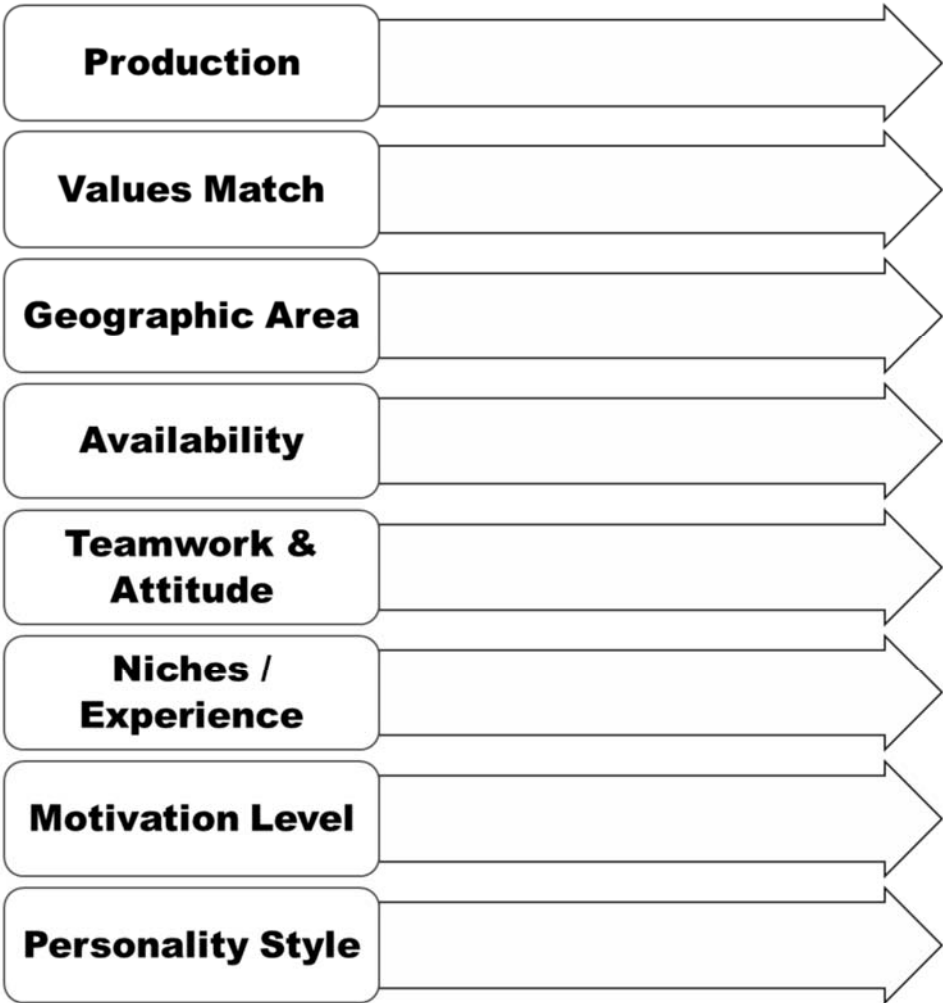 Production
Values Match
Geographic Area
Availability
Teamwork &
Attitude
Niches /
Experience
Motivation Level
Personality Style